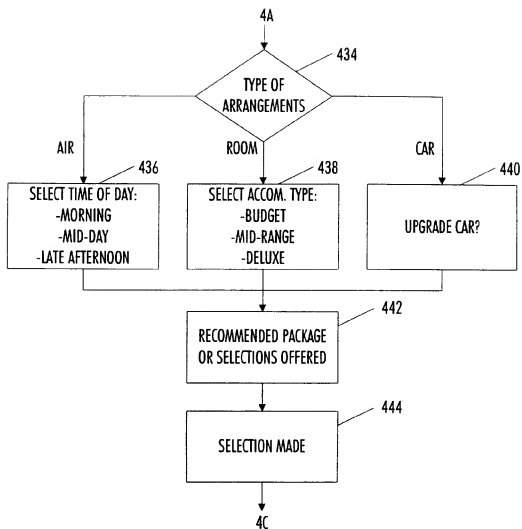 4A
434
TYPE OF
ARRANGEMENTS
AIR
ROOM
CAR
436
438
440
SELECT TIME OF DAY:
-MORNING
-MID-DAY
-LATE AFTERNOON
SELECT ACCOM. TYPE:
-BUDGET
-MID-RANGE
-DELUXE
UPGRADE CAR?
442
RECOMMENDED PACKAGE
OR SELECTIONS OFFERED
444
SELECTION MADE
4C